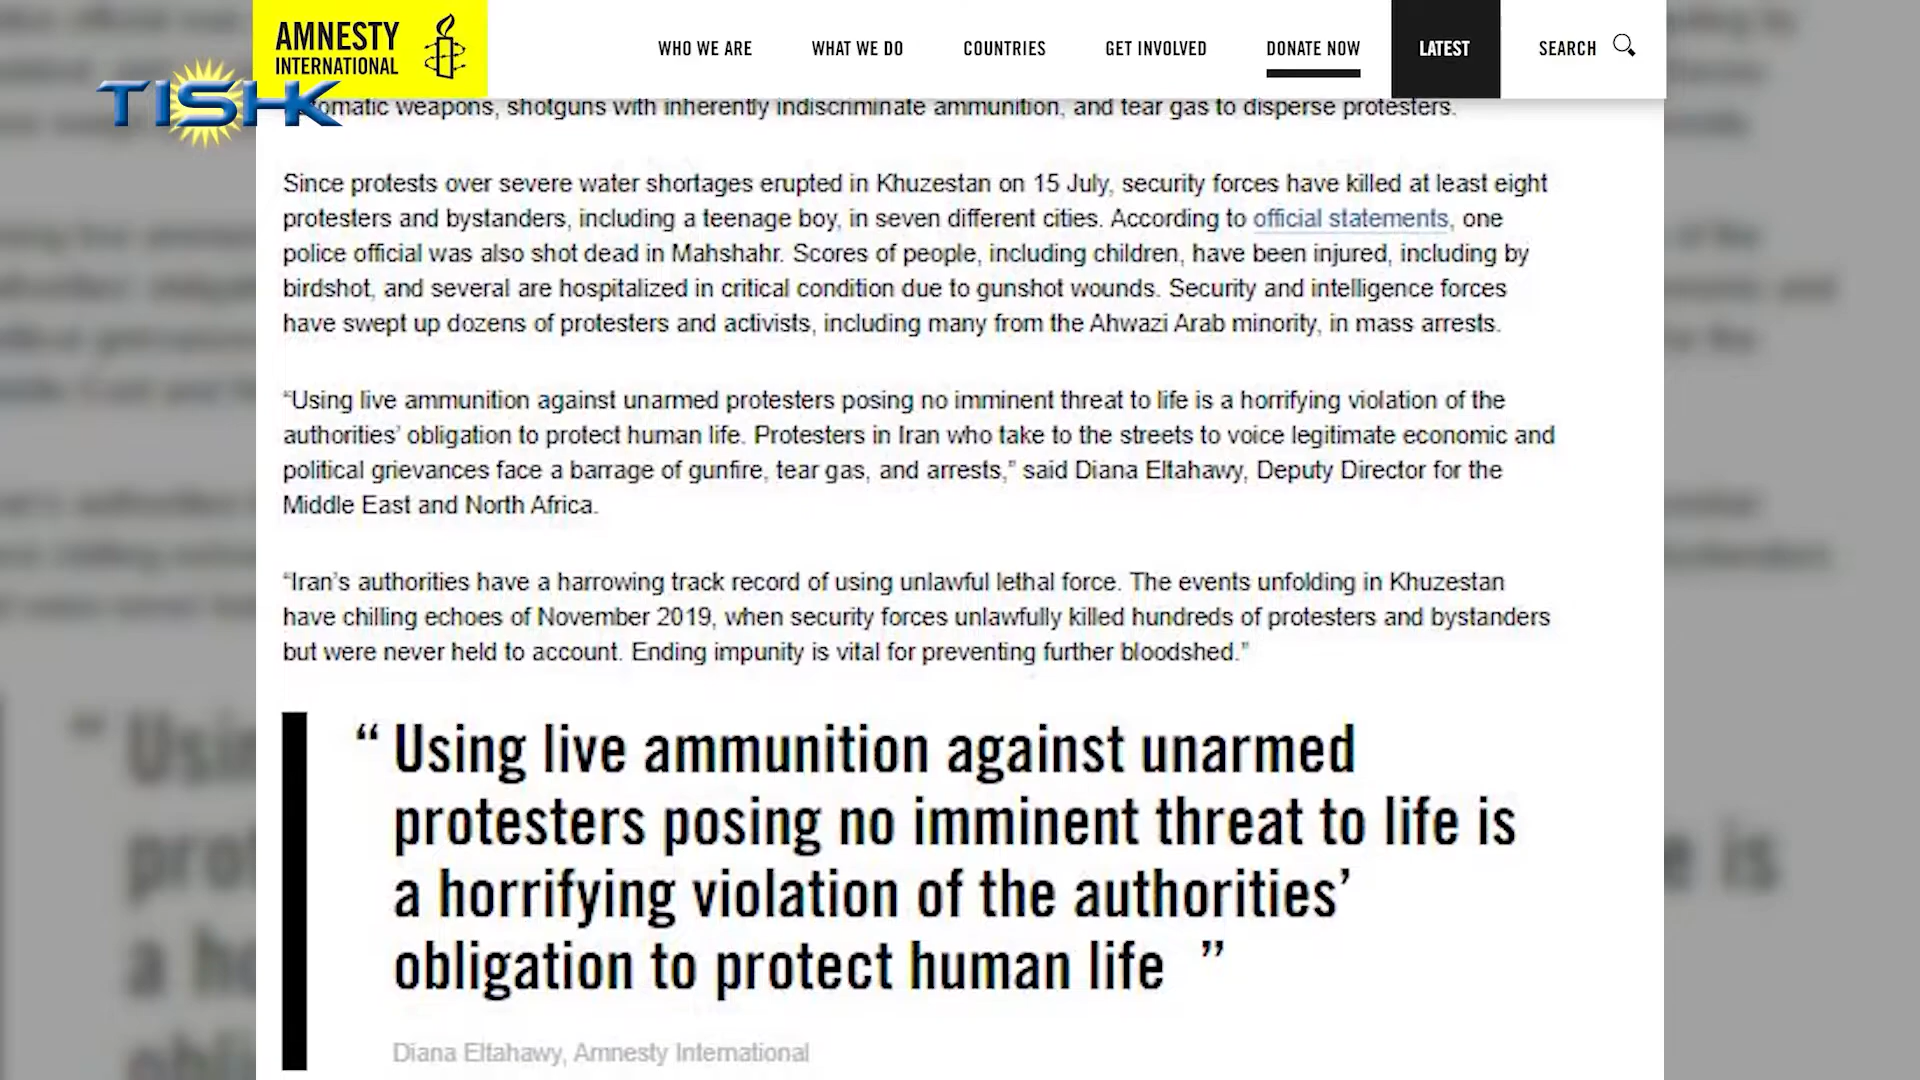 AMNESTY
INTERNATIONAL
WHO WE ARE
WHAT WE DO
COUNTRIES
GET INVOLVED
DONATE NOW
LATEST
SEARCH
TISHK
weapons, shotguns with inherently indiscriminate ammunition, and tear gas to disperse protesters.
Since protests over severe water shortages erupted in Khuzestan on 15 July, security forces have killed at least eight
protesters and bystanders, including a teenage boy, in seven different cities. According to official statements, one
police official was also shot dead in Mahshahr. Scores of people, including children, have been injured, including by
birdshot, and several are hospitalized in critical condition due to gunshot wounds. Security and intelligence forces
have swept up dozens of protesters and activists, including many from the Ahwazi Arab minority, in mass arrests.
“Using live ammunition against unarmed protesters posing no imminent threat to life is a horrifying violation of the
authorities’ obligation to protect human life. Protesters in Iran who take to the streets to voice legitimate economic and
political grievances face a barrage of gunfire, tear gas, and arrests,” said Diana Eltahawy, Deputy Director for the
Middle East and North Africa.
“Iran’s authorities have a harrowing track record of using unlawful lethal force. The events unfolding in Khuzestan
have chilling echoes of November 2019, when security forces unlawfully killed hundreds of protesters and bystanders
but were never held to account. Ending impunity is vital for preventing further bloodshed.”
“ Using live ammunition against unarmed
protesters posing no imminent threat to life is
a horrifying violation of the authorities’
obligation to protect human life ”
Diana Eltahawy, Amnesty International